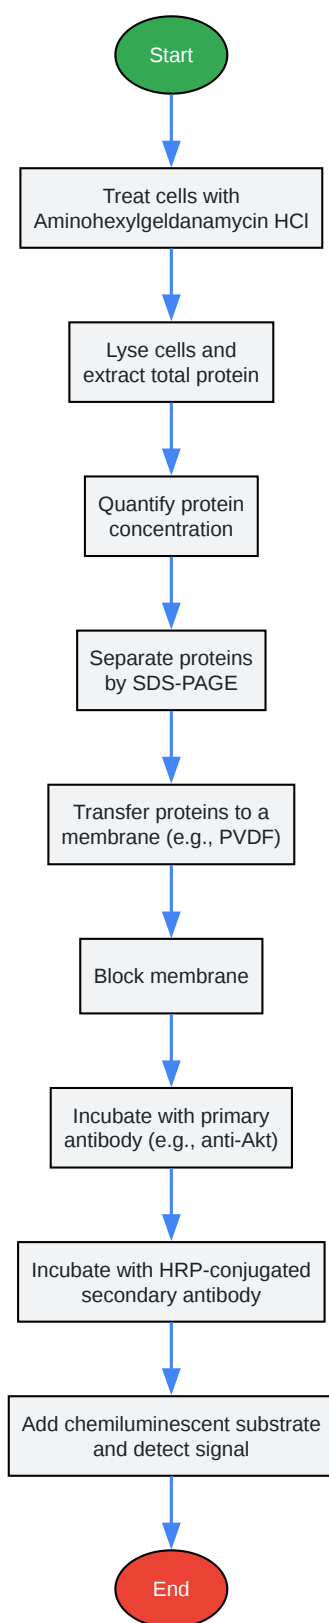 Start
Treat cells with
Aminohexylgeldanamycin HCl
Lyse cells and
extract total protein
Quantify protein
concentration
Separate proteins
by SDS-PAGE
Transfer proteins to a
membrane (e.g., PVDF)
Block membrane
Incubate with primary
antibody (e.g., anti-Akt)
Incubate with HRP-conjugated
secondary antibody
Add chemiluminescent substrate
and detect signal
End